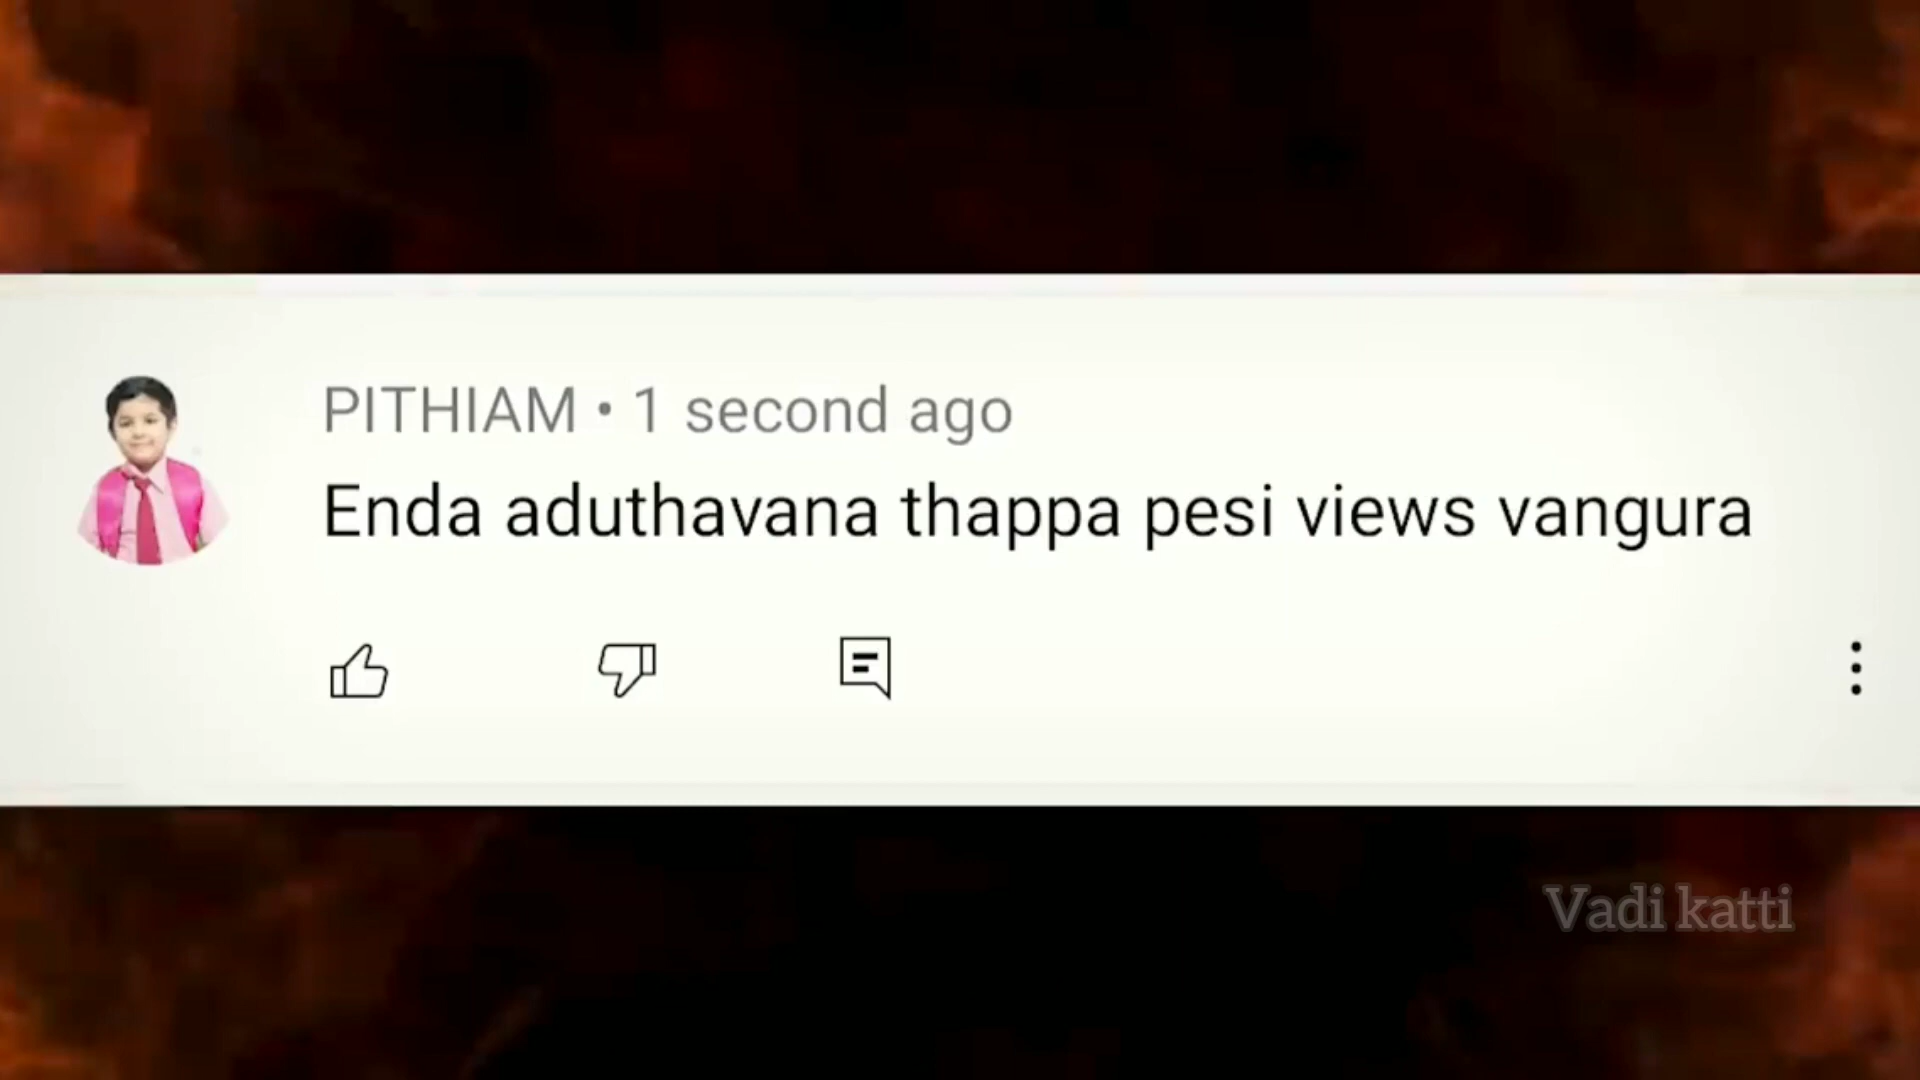 PITHIAM • 1 second ago
Enda aduthavana thappa pesi views vangura
Vadi katti